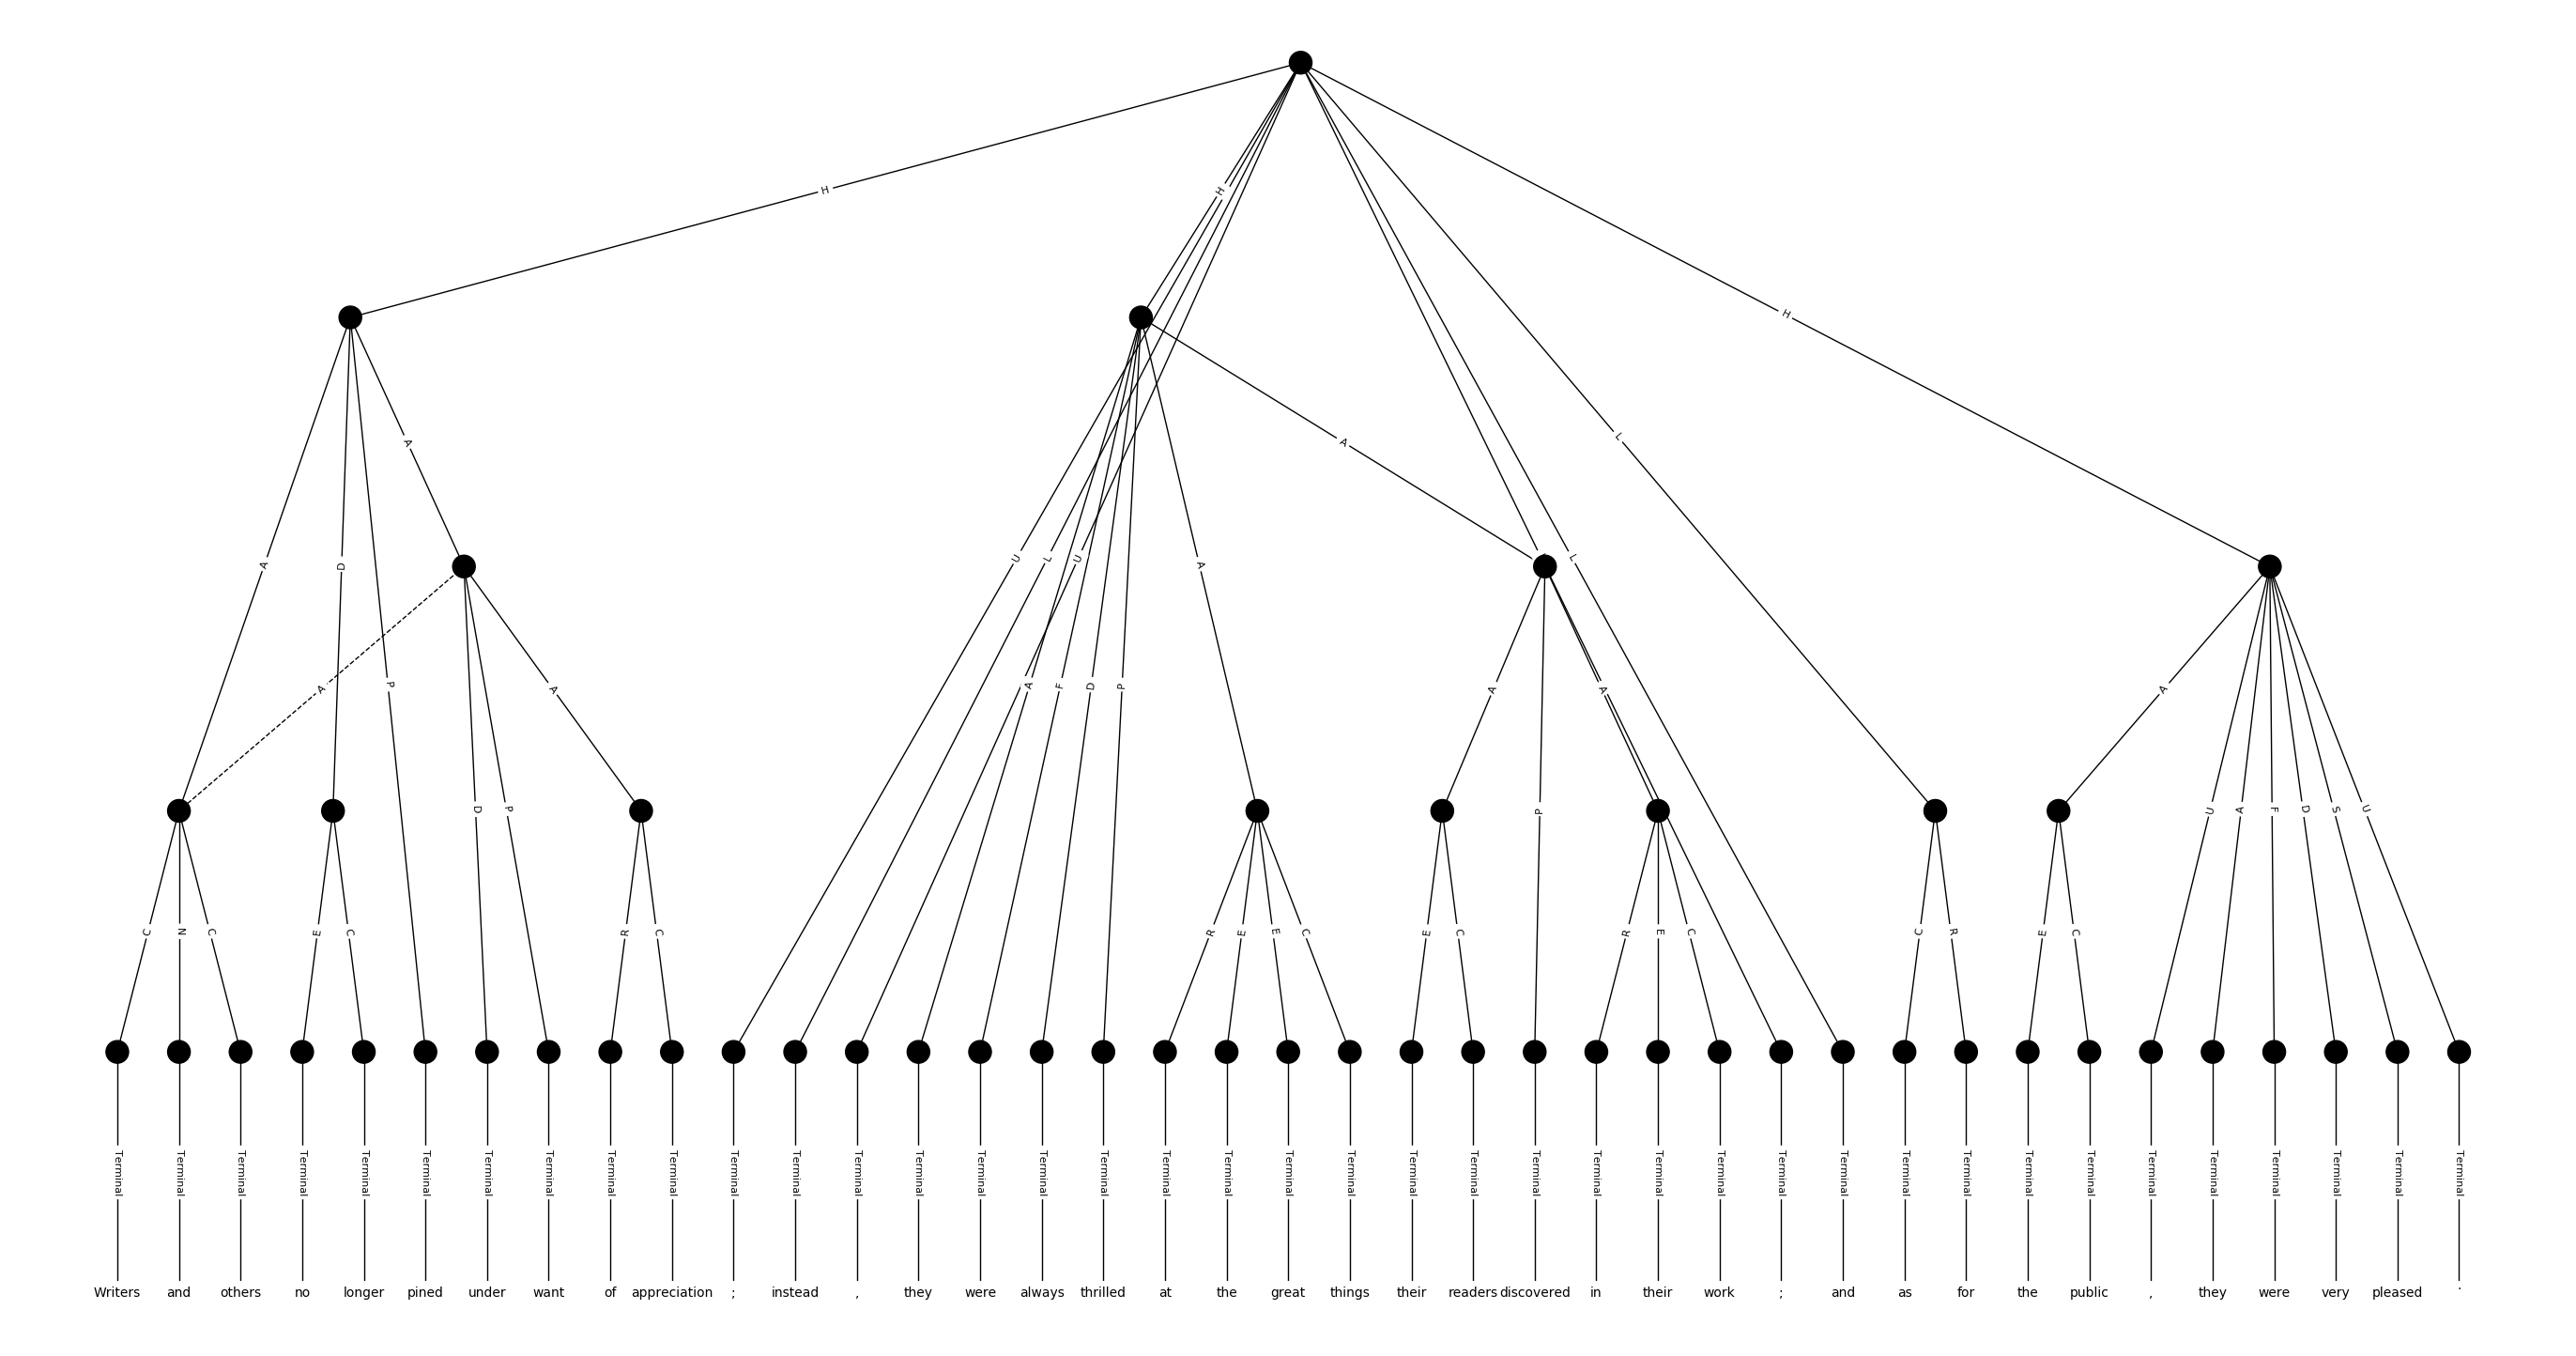 H H H
A D P A A L
U L U A L
A D P A A A F D P A P A A U A F D S U
C N C E C R C R E E C E C R E C C R E C
Terminal Terminal Terminal Terminal Terminal Terminal Terminal Terminal Terminal Terminal Terminal Terminal Terminal Terminal Terminal Terminal Terminal Terminal Terminal Terminal Terminal Terminal Terminal Terminal Terminal Terminal Terminal Terminal Terminal Terminal Terminal Terminal Terminal Terminal Terminal Terminal Terminal Terminal Terminal
Writers and others no longer pined under want of appreciation ; instead , they were always thrilled at the great things their readers discovered in their work ; and as for the public , they were very pleased .